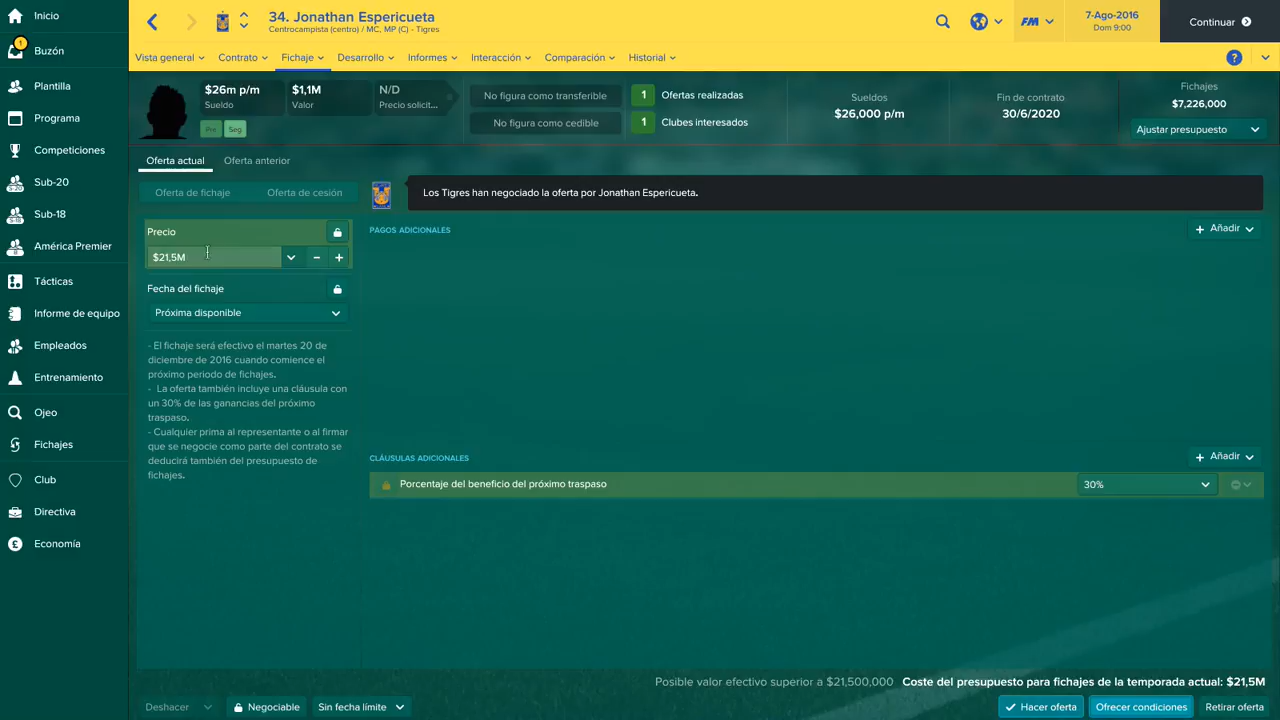 Inicio
1
Buzón
Plantilla
Programa
Competiciones
S-20
Sub-20
S-18
Sub-18
América Premier
Tácticas
Informe de equipo
Empleados
Entrenamiento
Ojeo
Fichajes
Club
Directiva
Economía
34. Jonathan Espericueta
Centrocampista (centro) / MC, MP (C) - Tigres
FM
7-Ago-2016
Dom 9:00
Continuar
Vista general
Contrato
Fichaje
Desarrollo
Informes
Interacción
Comparación
Historial
?
$26m p/m
Sueldo
$1,1M
Valor
N/D
Precio solicit...
Pre
Seg
No figura como transferible
No figura como cedible
1 Ofertas realizadas
1 Clubes interesados
Sueldos
$26,000 p/m
Fin de contrato
30/6/2020
Fichajes
$7,226,000
Ajustar presupuesto
Oferta actual
Oferta anterior
Oferta de fichaje
Oferta de cesión
Los Tigres han negociado la oferta por Jonathan Espericueta.
Precio
$21,5M
Fecha del fichaje
Próxima disponible
- El fichaje será efectivo el martes 20 de
diciembre de 2016 cuando comience el
próximo periodo de fichajes.
- La oferta también incluye una cláusula con
un 30% de las ganancias del próximo
traspaso.
- Cualquier prima al representante o al firmar
que se negocie como parte del contrato se
deducirá también del presupuesto de
fichajes.
PAGOS ADICIONALES
+ Añadir
CLÁUSULAS ADICIONALES
+ Añadir
Porcentaje del beneficio del próximo traspaso
30%
Posible valor efectivo superior a $21,500,000
Coste del presupuesto para fichajes de la temporada actual: $21,5M
Deshacer
Negociable
Sin fecha límite
Hacer oferta
Ofrecer condiciones
Retirar oferta